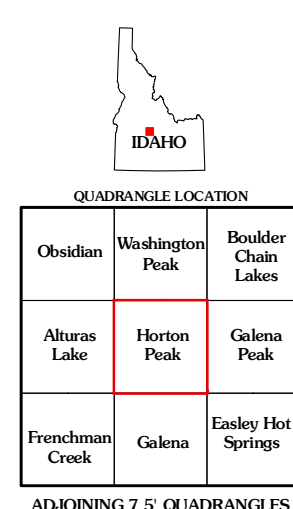 IDAHO
QUADRANGLE LOCATION
Obsidian
Washington
Peak
Boulder
Chain
Lakes
Alturas
Lake
Horton
Peak
Galena
Peak
Frenchman
Creek
Galena
Easley Hot
Springs
ADJOINING 7.5' QUADRANGLES